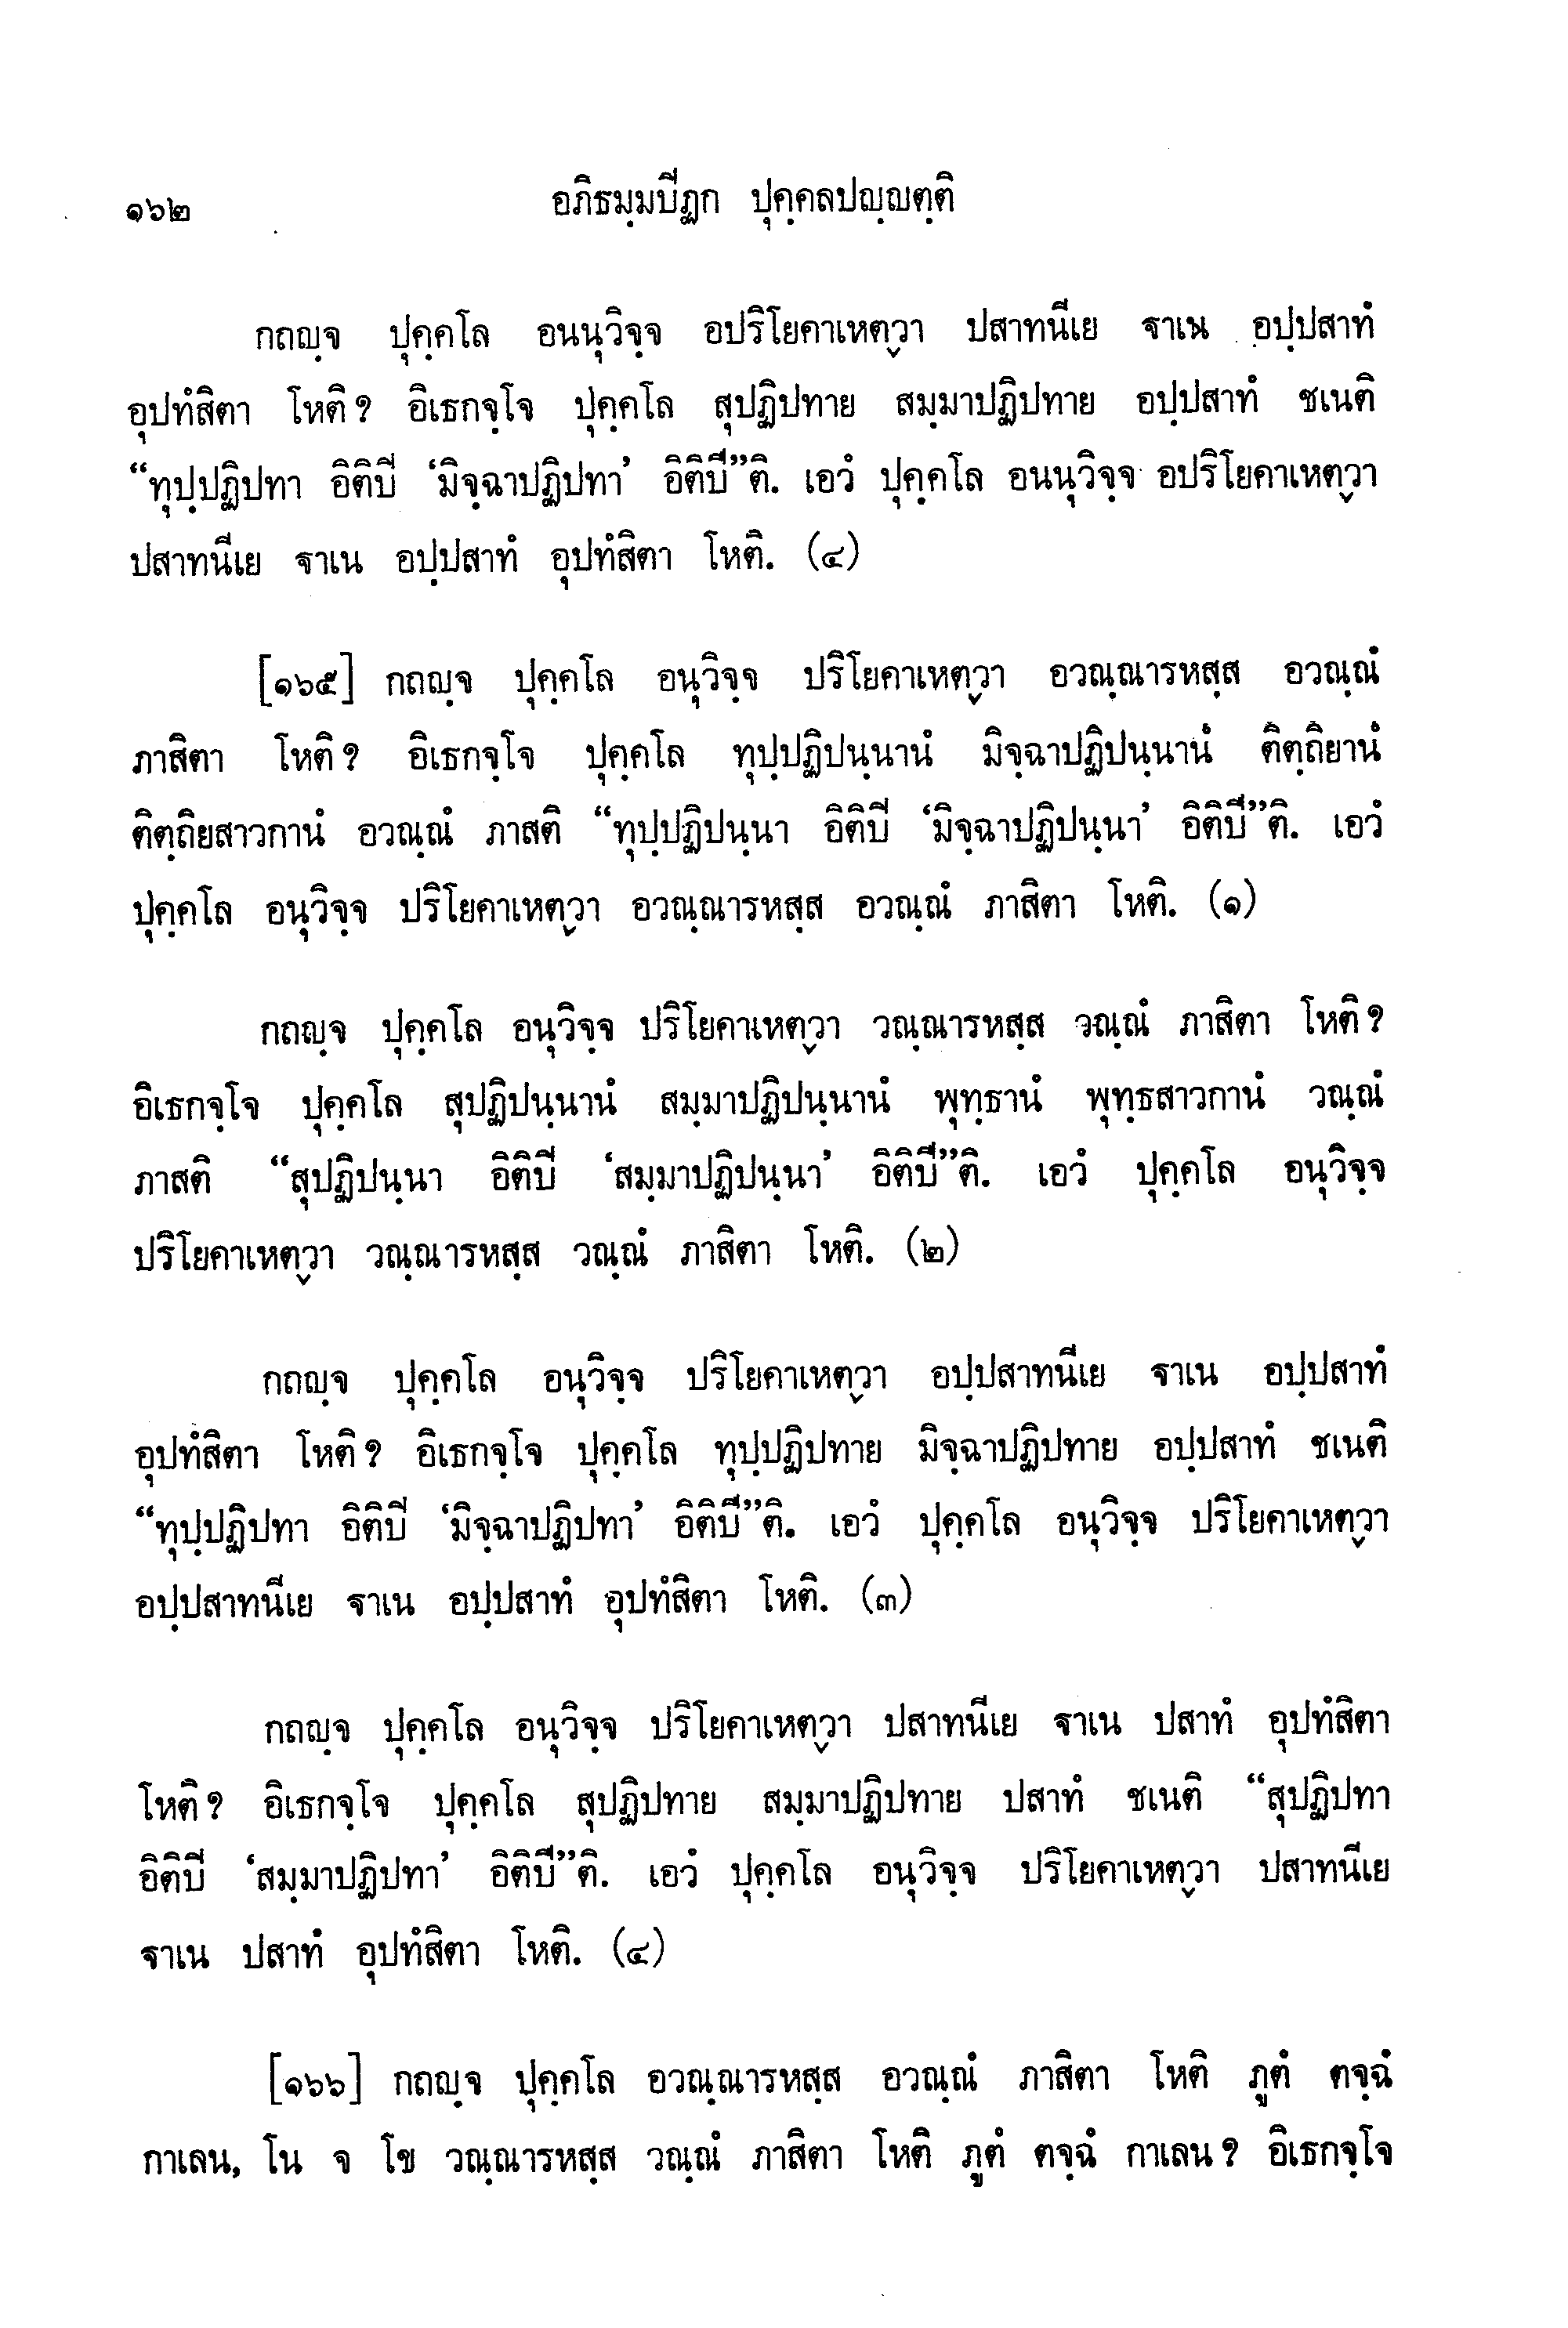 ๑๖๒ อภิธมฺมปีฏก ปุคฺคลปญฺญตฺติ
กถญฺจ ปุคฺคโล อนนุวิจฺจ อปริโยคาเหตฺวา ปสาทนีเย ฐาเน อปฺปสาทํ
อุปทํสิตา โหติ? อิเธกจฺโจ ปุคฺคโล สุปฏิปทาย สมฺมาปฏิปทาย อปฺปสาทํ ชเนติ
“ทุปฺปฏิปทา อิติปี ‘มิจฺฉาปฏิปทา’ อิติปี”ติ. เอวํ ปุคฺคโล อนนุวิจฺจ อปริโยคาเหตฺวา
ปสาทนีเย ฐาเน อปฺปสาทํ อุปทํสิตา โหติ. (๔)
[๑๖๕] กถญฺจ ปุคฺคโล อนุวิจฺจ ปริโยคาเหตฺวา อวณฺณารหสฺส อวณฺณํ
ภาสิตา โหติ? อิเธกจฺโจ ปุคฺคโล ทุปฺปฏิปนฺนานํ มิจฺฉาปฏิปนฺนานํ ติตฺถิยานํ
ติตฺถิยสาวกานํ อวณฺณํ ภาสติ “ทุปฺปฏิปนฺนา อิติปี ‘มิจฺฉาปฏิปนฺนา’ อิติปี”ติ. เอวํ
ปุคฺคโล อนุวิจฺจ ปริโยคาเหตฺวา อวณฺณารหสฺส อวณฺณํ ภาสิตา โหติ. (๑)
กถญฺจ ปุคฺคโล อนุวิจฺจ ปริโยคาเหตฺวา วณฺณารหสฺส วณฺณํ ภาสิตา โหติ?
อิเธกจฺโจ ปุคฺคโล สุปฏิปนฺนานํ สมฺมาปฏิปนฺนานํ พุทฺธานํ พุทฺธสาวกานํ วณฺณํ
ภาสติ “สุปฏิปนฺนา อิติปี ‘สมฺมาปฏิปนฺนา’ อิติปี”ติ. เอวํ ปุคฺคโล อนุวิจฺจ
ปริโยคาเหตฺวา วณฺณารหสฺส วณฺณํ ภาสิตา โหติ. (๒)
กถญฺจ ปุคฺคโล อนุวิจฺจ ปริโยคาเหตฺวา อปฺปสาทนีเย ฐาเน อปฺปสาทํ
อุปทํสิตา โหติ? อิเธกจฺโจ ปุคฺคโล ทุปฺปฏิปทาย มิจฺฉาปฏิปทาย อปฺปสาทํ ชเนติ
“ทุปฺปฏิปทา อิติปี ‘มิจฺฉาปฏิปทา’ อิติปี”ติ. เอวํ ปุคฺคโล อนุวิจฺจ ปริโยคาเหตฺวา
อปฺปสาทนีเย ฐาเน อปฺปสาทํ อุปทํสิตา โหติ. (๓)
กถญฺจ ปุคฺคโล อนุวิจฺจ ปริโยคาเหตฺวา ปสาทนีเย ฐาเน ปสาทํ อุปทํสิตา
โหติ? อิเธกจฺโจ ปุคฺคโล สุปฏิปทาย สมฺมาปฏิปทาย ปสาทํ ชเนติ “สุปฏิปทา
อิติปี ‘สมฺมาปฏิปทา’ อิติปี”ติ. เอวํ ปุคฺคโล อนุวิจฺจ ปริโยคาเหตฺวา ปสาทนีเย
ฐาเน ปสาทํ อุปทํสิตา โหติ. (๔)
[๑๖๖] กถญฺจ ปุคฺคโล อวณฺณารหสฺส อวณฺณํ ภาสิตา โหติ ภูตํ ตจฺฉํ
กาเลน, โน จ โข วณฺณารหสฺส วณฺณํ ภาสิตา โหติ ภูตํ ตจฺฉํ กาเลน? อิเธกจฺโจ